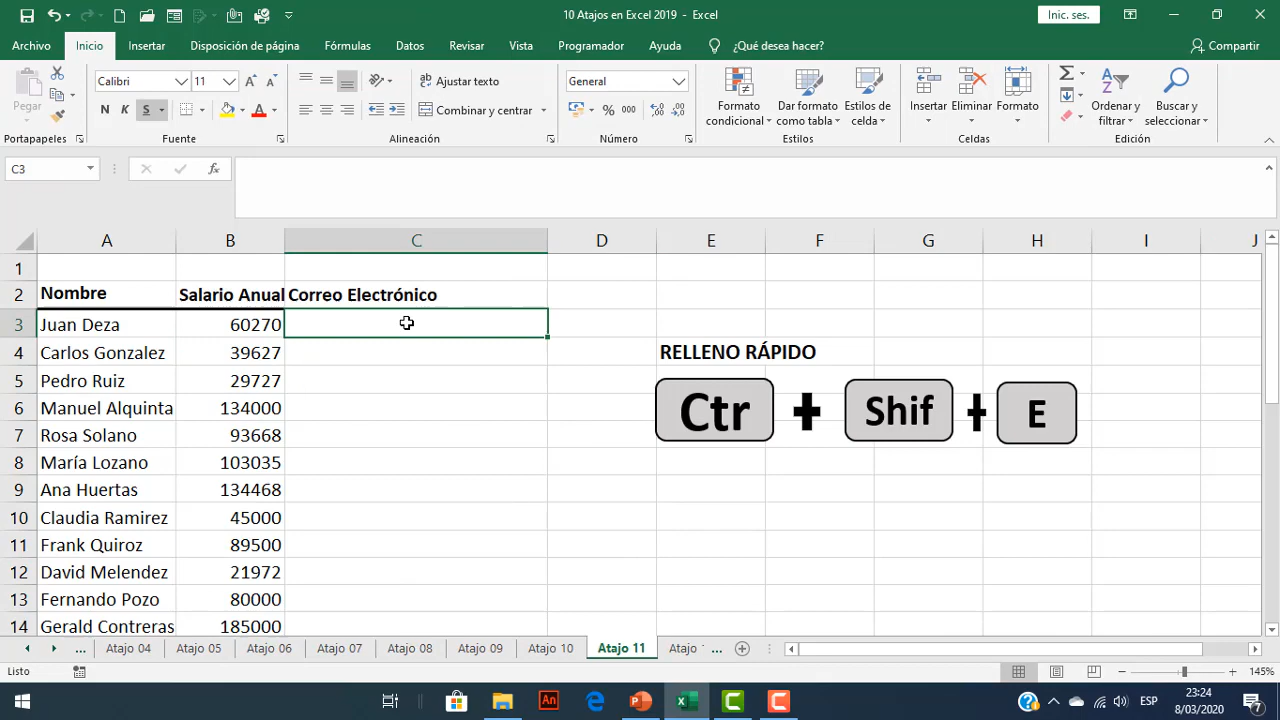 10 Atajos en Excel 2019 - Excel
Inic. ses.
Archivo Inicio Insertar Disposición de página Fórmulas Datos Revisar Vista Programador Ayuda ¿Qué desea hacer? Compartir
Pegar
Calibri 11
N K S
Ajustar texto
Combinar y centrar
General
% 000
Formato condicional
Dar formato como tabla
Estilos de celda
Insertar Eliminar Formato
Ordenar y filtrar
Buscar y seleccionar
Portapapeles Fuente Alineación Número Estilos Celdas Edición
C3 fx
A B C D E F G H I J
1
2 Nombre Salario Anual Correo Electrónico
3 Juan Deza 60270
4 Carlos Gonzalez 39627 RELLENO RÁPIDO
5 Pedro Ruiz 29727
6 Manuel Alquinta 134000 Ctr + Shif + E
7 Rosa Solano 93668
8 María Lozano 103035
9 Ana Huertas 134468
10 Claudia Ramirez 45000
11 Frank Quiroz 89500
12 David Melendez 21972
13 Fernando Pozo 80000
14 Gerald Contreras 185000
... Atajo 04 Atajo 05 Atajo 06 Atajo 07 Atajo 08 Atajo 09 Atajo 10 Atajo 11 Atajo ...
Listo 145%
An ESP 23:24
8/03/2020 7